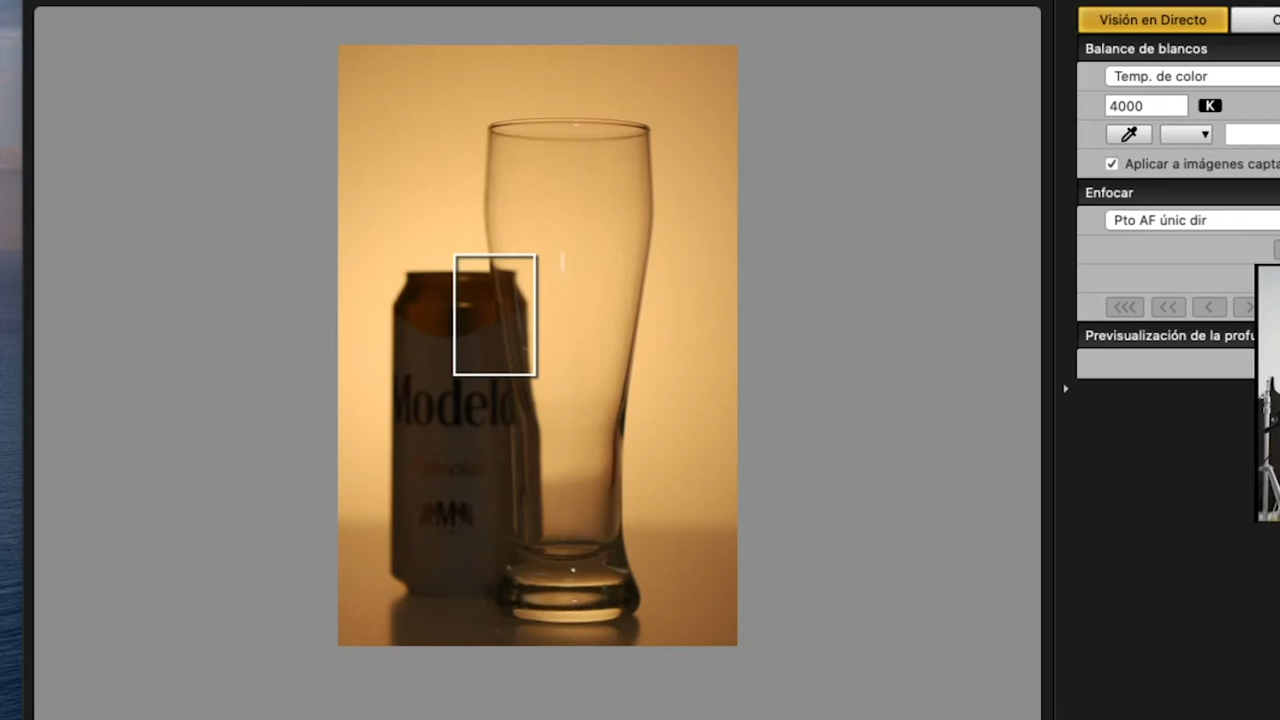 Visión en Directo
Balance de blancos
Temp. de color
4000 K
Aplicar a imágenes capta
Enfocar
Pto AF únic dir
Previsualización de la profu
Modelo
M